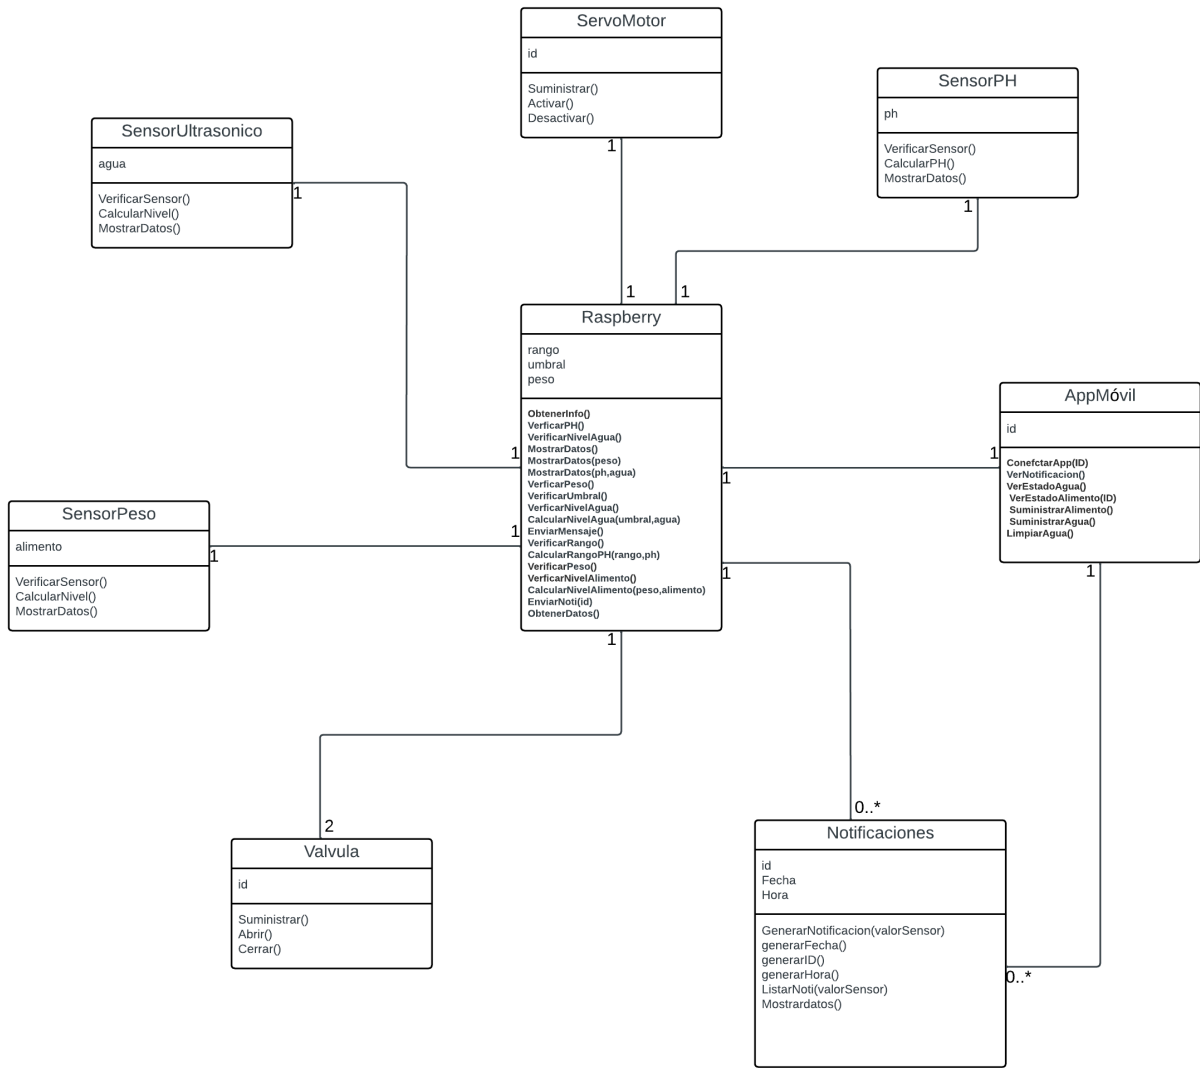 ServoMotor
id
Suministrar()
Activar()
Desactivar()
1
SensorPH
ph
VerificarSensor()
CalcularPH()
MostrarDatos()
1
SensorUltrasonico
agua
VerificarSensor()
CalcularNivel()
MostrarDatos()
1
1
1
Raspberry
rango
umbral
peso
ObtenerInfo()
VerficarPH()
VerificarNivelAgua()
MostrarDatos()
MostrarDatos(peso)
MostrarDatos(ph,agua)
VerficarPeso()
VerificarUmbral()
VerficarNivelAgua()
CalcularNivelAgua(umbral,agua)
EnviarMensaje()
VerificarRango()
CalcularRangoPH(rango,ph)
VerificarPeso()
VerficarNivelAlimento()
CalcularNivelAlimento(peso,alimento)
EnviarNoti(id)
ObtenerDatos()
1
1
1
1
1
1
AppMóvil
id
ConefctarApp(ID)
VerNotificacion()
VerEstadoAgua()
VerEstadoAlimento(ID)
SuministrarAlimento()
SuministrarAgua()
LimpiarAgua()
1
SensorPeso
alimento
VerificarSensor()
CalcularNivel()
MostrarDatos()
1
2
Valvula
id
Suministrar()
Abrir()
Cerrar()
0..*
Notificaciones
id
Fecha
Hora
GenerarNotificacion(valorSensor)
generarFecha()
generarID()
generarHora()
ListarNoti(valorSensor)
Mostrardatos()
0..*